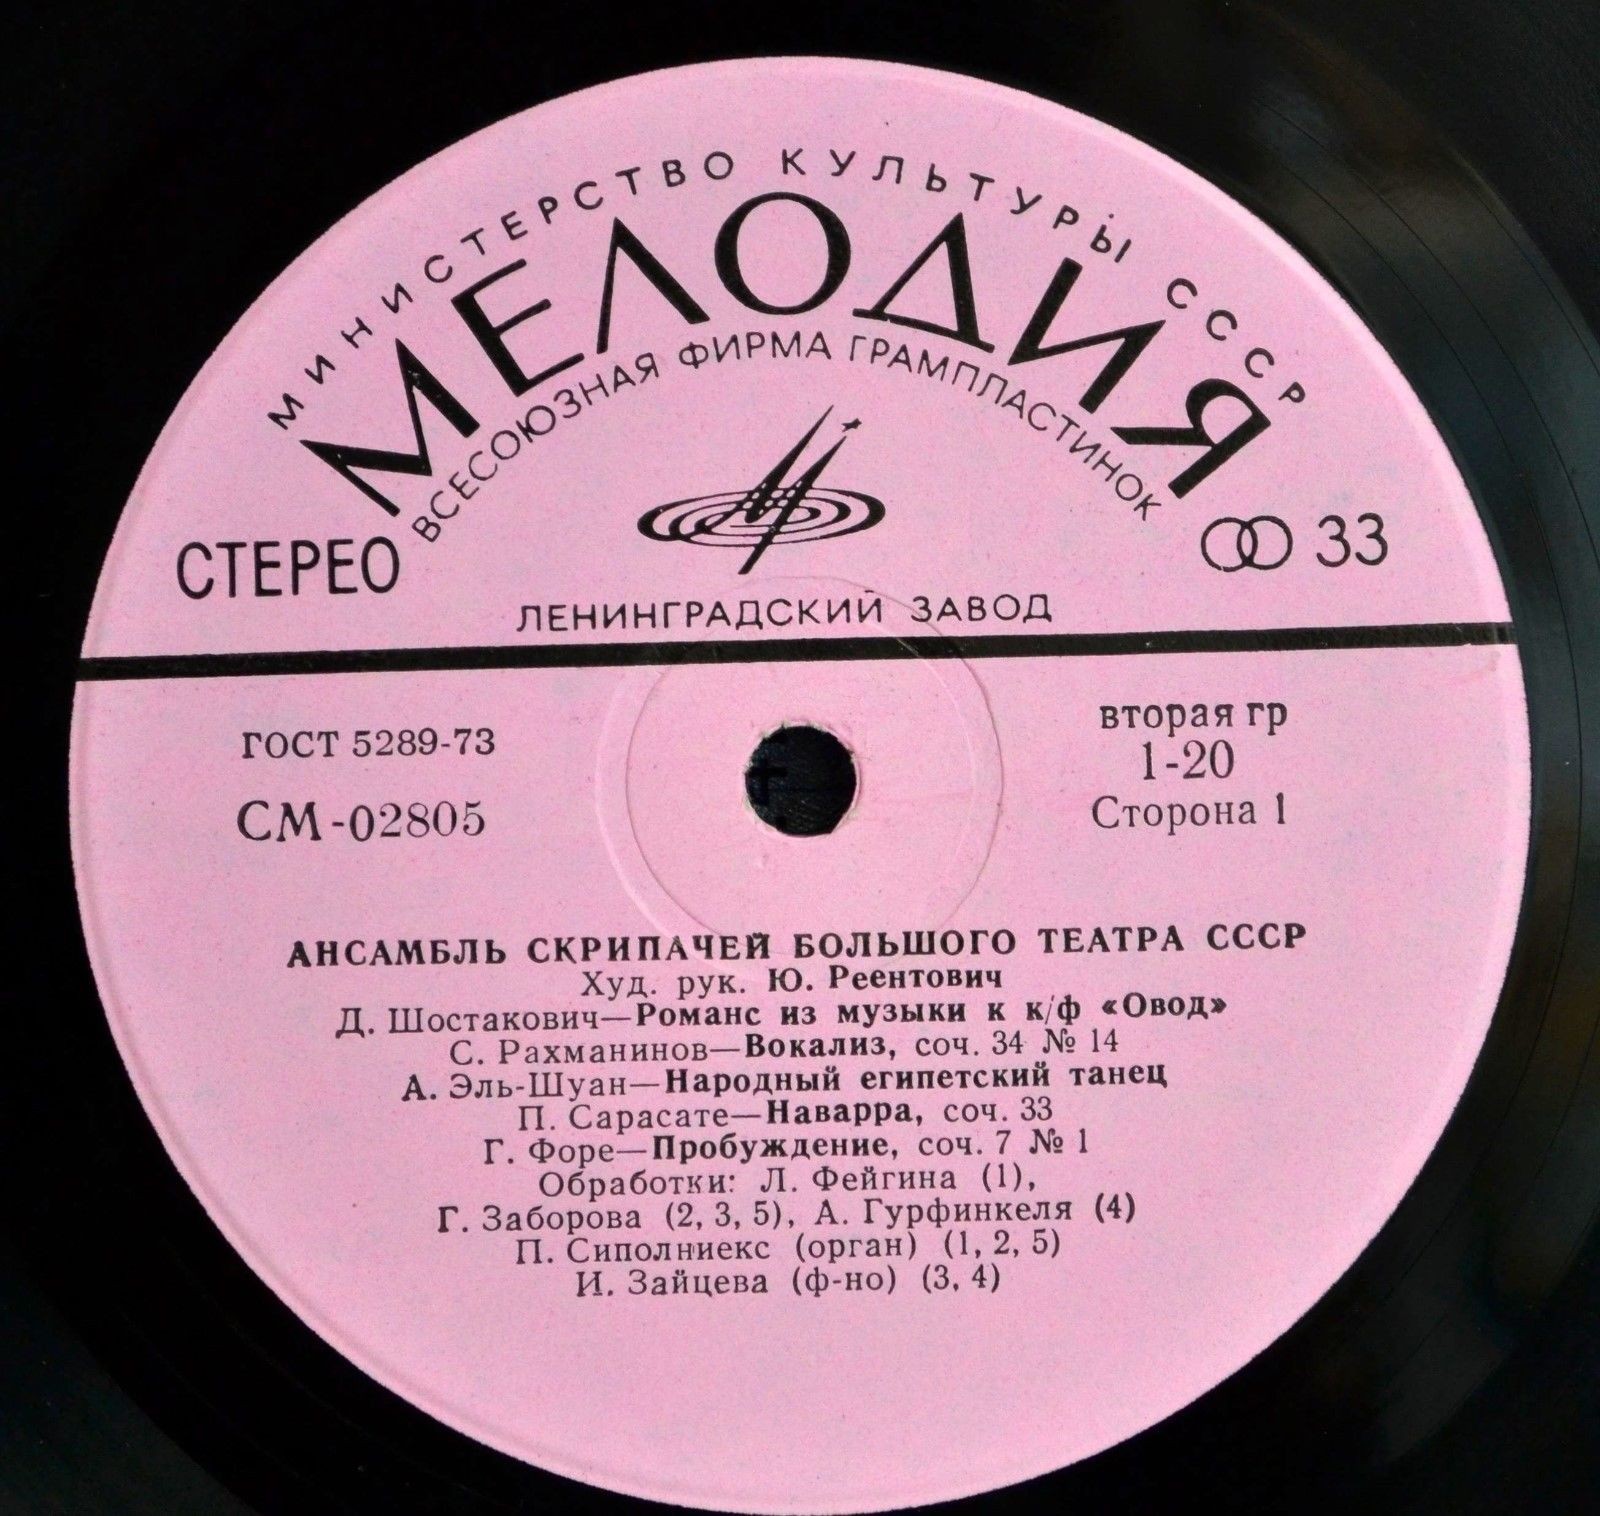 МИНИСТЕРСТВО КУЛЬТУРЫ СССР
МЕЛОДИЯ
ВСЕСОЮЗНАЯ ФИРМА ГРАМПЛАСТИНОК
СТЕРЕО
33
ЛЕНИНГРАДСКИЙ ЗАВОД
ГОСТ 5289-73
СМ-02805
вторая гр
1-20
Сторона 1
АНСАМБЛЬ СКРИПАЧЕЙ БОЛЬШОГО ТЕАТРА СССР
Худ. рук. Ю. Реентович
Д. Шостакович—Романс из музыки к к/ф «Овод»
С. Рахманинов—Вокализ, соч. 34 № 14
А. Эль-Шуан—Народный египетский танец
П. Сарасате—Наварра, соч. 33
Г. Форе—Пробуждение, соч. 7 № 1
Обработки: Л. Фейгина (1),
Г. Заборова (2, 3, 5), А. Гурфинкеля (4)
П. Сиполниекс (орган) (1, 2, 5)
И. Зайцева (ф-но) (3, 4)